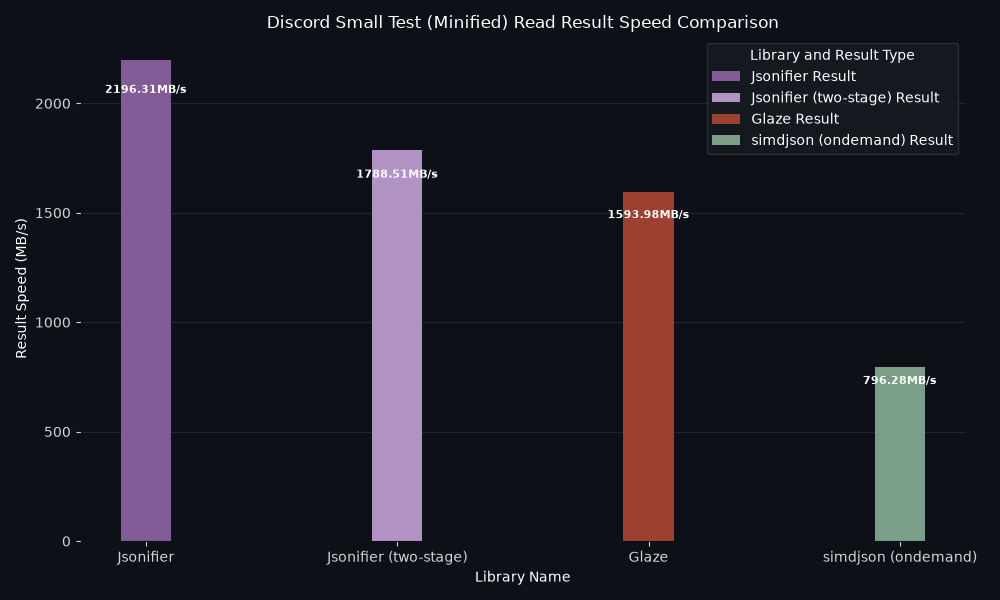 Discord Small Test (Minified) Read Result Speed Comparison
Library and Result Type
Jsonifier Result
Jsonifier (two-stage) Result
Glaze Result
simdjson (ondemand) Result
2196.31MB/s
1788.51MB/s
1593.98MB/s
796.28MB/s
Result Speed (MB/s)
2000
1500
1000
500
0
Jsonifier
Jsonifier (two-stage)
Glaze
simdjson (ondemand)
Library Name